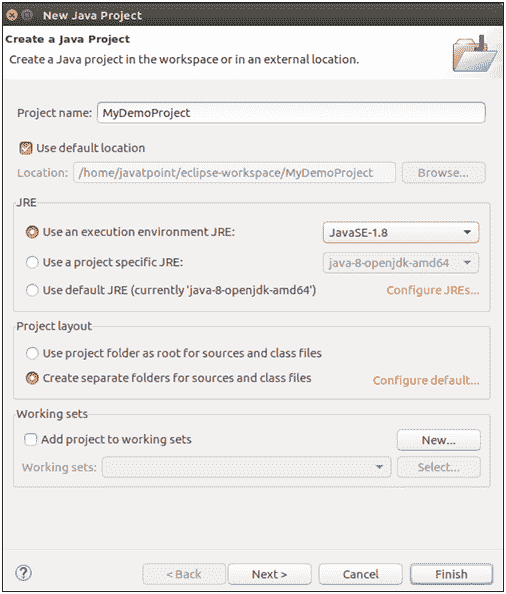 New Java Project
Create a Java Project
Create a Java project in the workspace or in an external location.
Project name: MyDemoProject
Use default location
Location: /home/javatpoint/eclipse-workspace/MyDemoProject Browse...
JRE
Use an execution environment JRE: JavaSE-1.8
Use a project specific JRE: java-8-openjdk-amd64
Use default JRE (currently 'java-8-openjdk-amd64') Configure JREs...
Project layout
Use project folder as root for sources and class files
Create separate folders for sources and class files Configure default...
Working sets
Add project to working sets New...
Working sets: Select...
? < Back Next > Cancel Finish